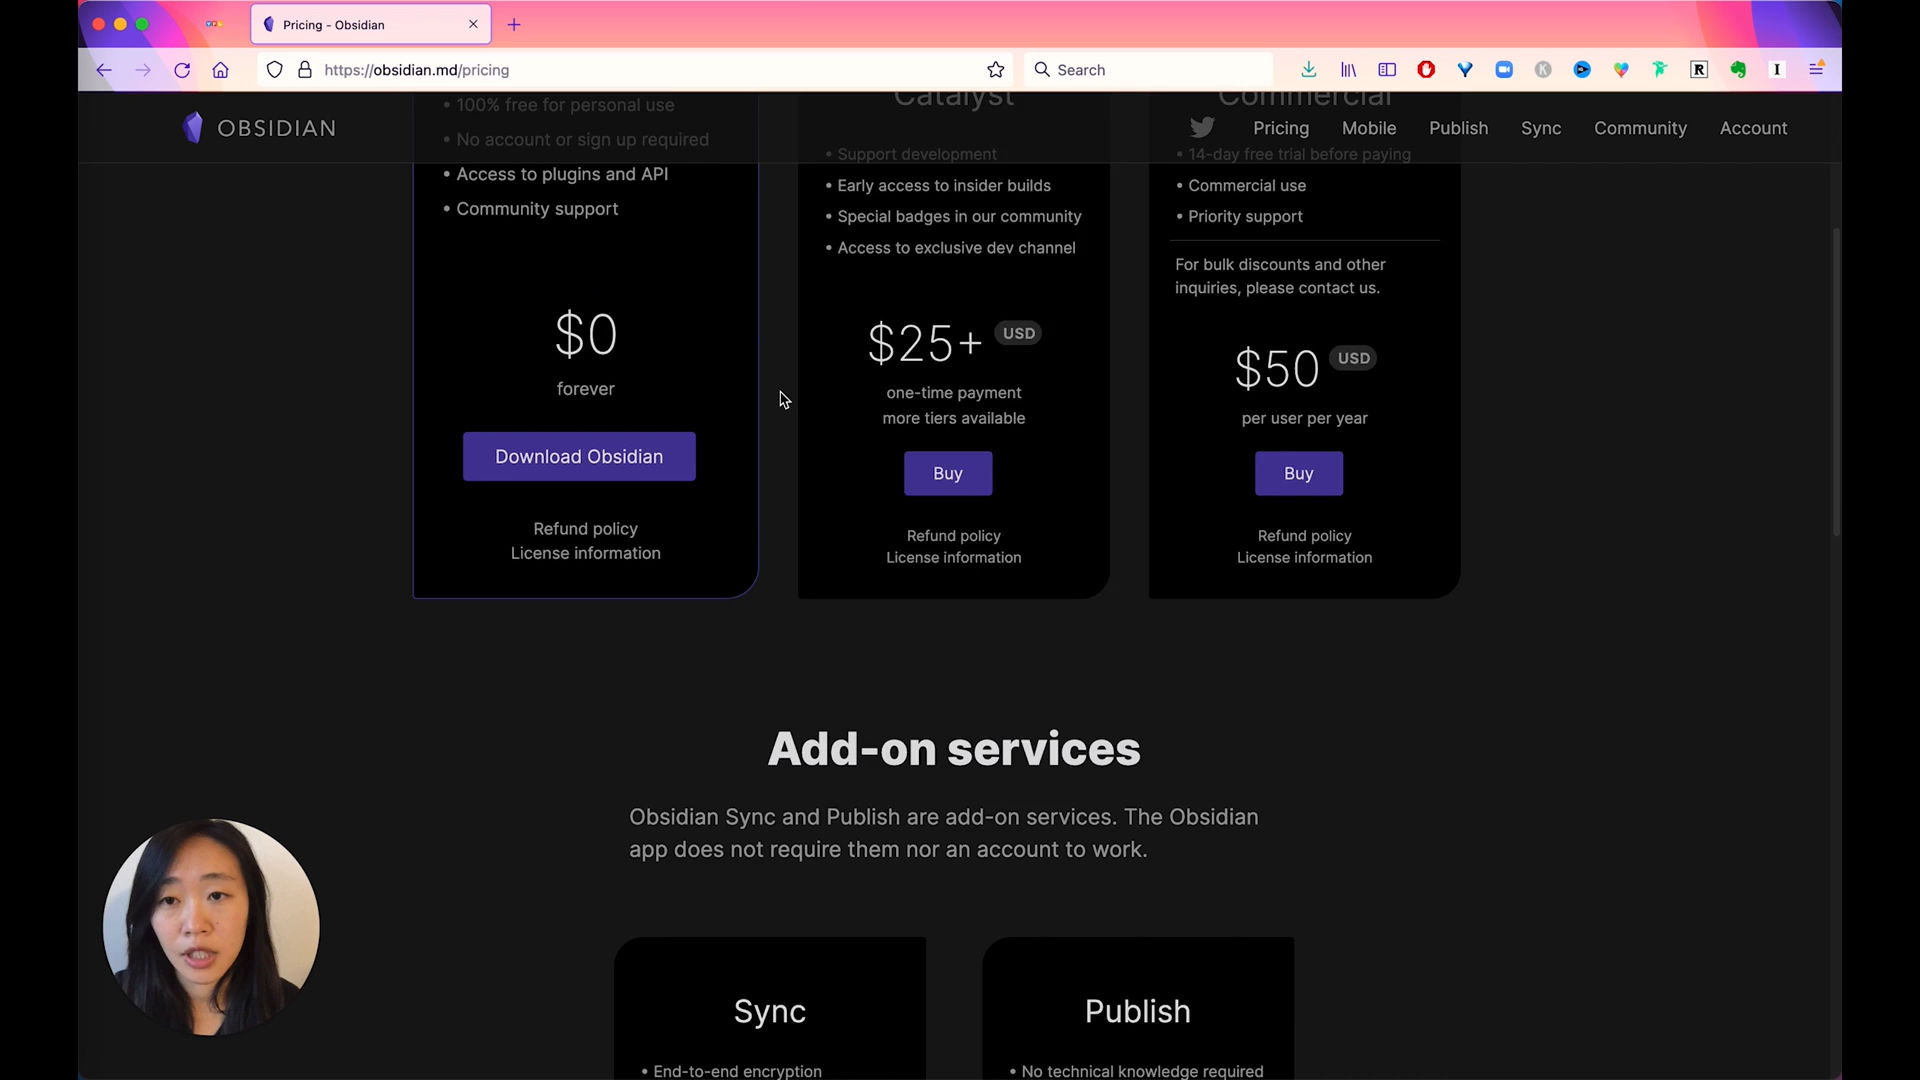 Pricing - Obsidian
https://obsidian.md/pricing
Search
OBSIDIAN
Pricing
Mobile
Publish
Sync
Community
Account
• 100% free for personal use
• No account or sign up required
• Access to plugins and API
• Community support
$0
forever
Download Obsidian
Refund policy
License information
Catalyst
• Support development
• Early access to insider builds
• Special badges in our community
• Access to exclusive dev channel
$25+ USD
one-time payment
more tiers available
Buy
Refund policy
License information
Commercial
• 14-day free trial before paying
• Commercial use
• Priority support
For bulk discounts and other
inquiries, please contact us.
$50 USD
per user per year
Buy
Refund policy
License information
Add-on services
Obsidian Sync and Publish are add-on services. The Obsidian
app does not require them nor an account to work.
Sync
• End-to-end encryption
Publish
• No technical knowledge required